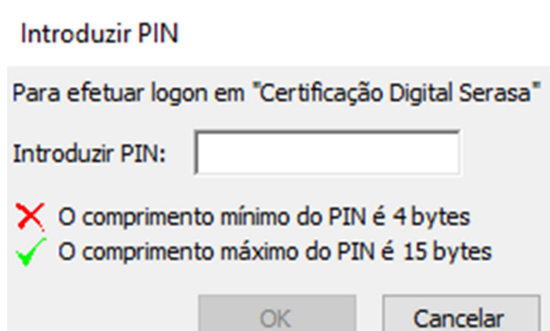 Introduzir PIN
Para efetuar logon em "Certificação Digital Serasa"
Introduzir PIN:
O comprimento mínimo do PIN é 4 bytes
O comprimento máximo do PIN é 15 bytes
OK Cancelar